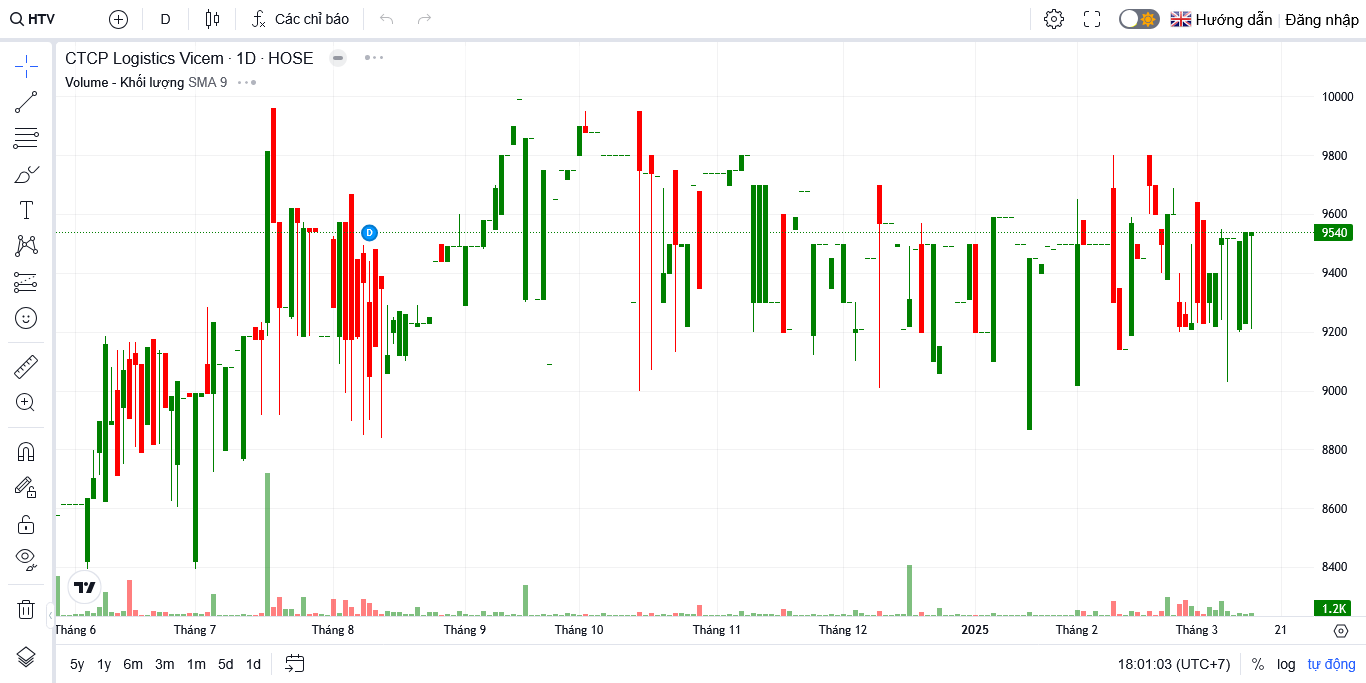 HTV D Các chỉ báo Hướng dẫn Đăng nhập
CTCP Logistics Vicem · 1D · HOSE
Volume - Khối lượng SMA 9
10000
9800
9600
9540
9400
9200
9000
8800
8600
8400
1.2K
D
Tháng 6 Tháng 7 Tháng 8 Tháng 9 Tháng 10 Tháng 11 Tháng 12 2025 Tháng 2 Tháng 3 21
5y 1y 6m 3m 1m 5d 1d 18:01:03 (UTC+7) % log tự động